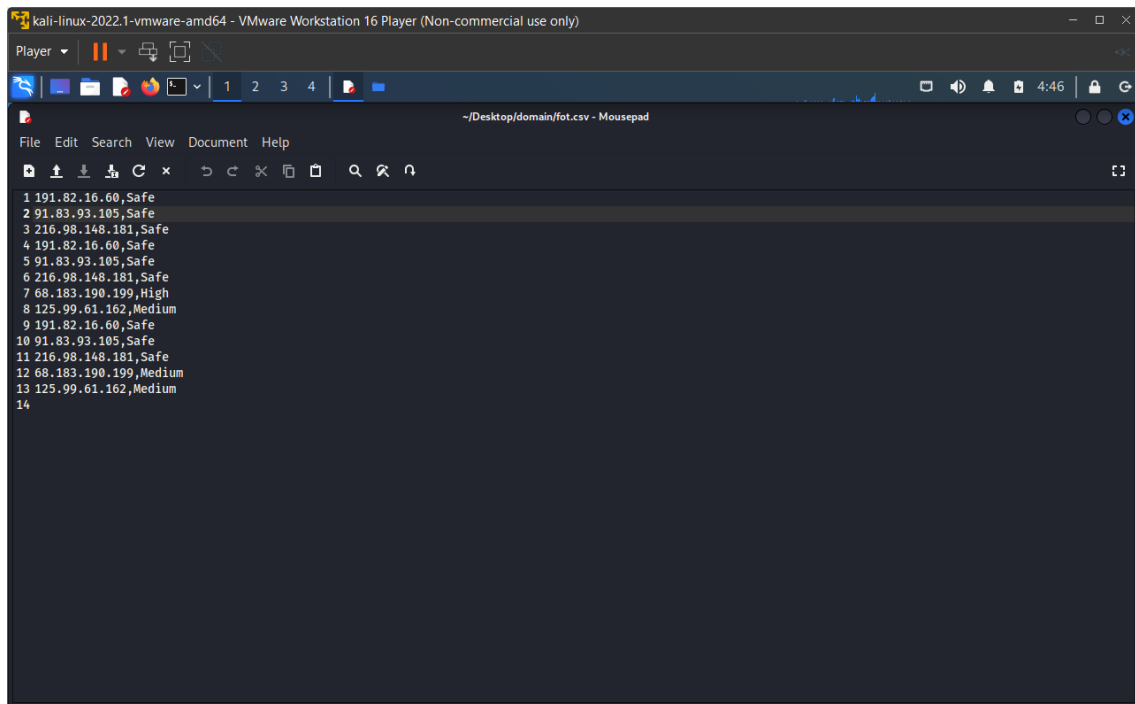 kali-linux-2022.1-vmware-amd64 - VMware Workstation 16 Player (Non-commercial use only)
Player
1 2 3 4 4:46
~/Desktop/domain/fot.csv - Mousepad
File Edit Search View Document Help
1 191.82.16.60,Safe
2 91.83.93.105,Safe
3 216.98.148.181,Safe
4 191.82.16.60,Safe
5 91.83.93.105,Safe
6 216.98.148.181,Safe
7 68.183.190.199,High
8 125.99.61.162,Medium
9 191.82.16.60,Safe
10 91.83.93.105,Safe
11 216.98.148.181,Safe
12 68.183.190.199,Medium
13 125.99.61.162,Medium
14